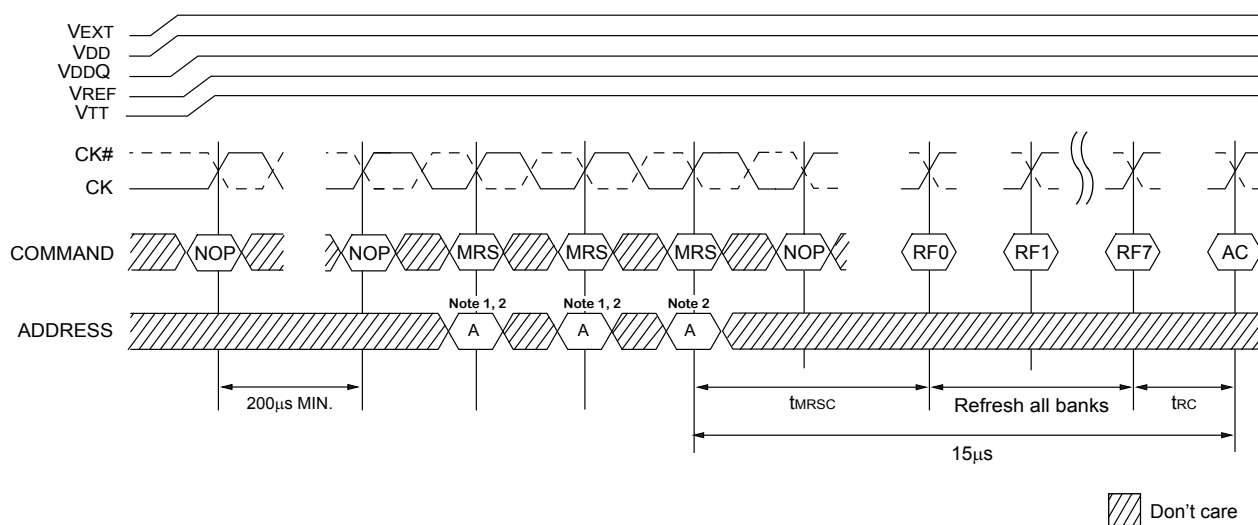 VEXT
VDD
VDDQ
VREF
VTT
CK#
CK
COMMAND NOP NOP MRS MRS MRS NOP RF0 RF1 RF7 AC
Note 1, 2 Note 1, 2 Note 2
ADDRESS A A A
200μs MIN. tMRSC Refresh all banks tRC
15μs
Don't care